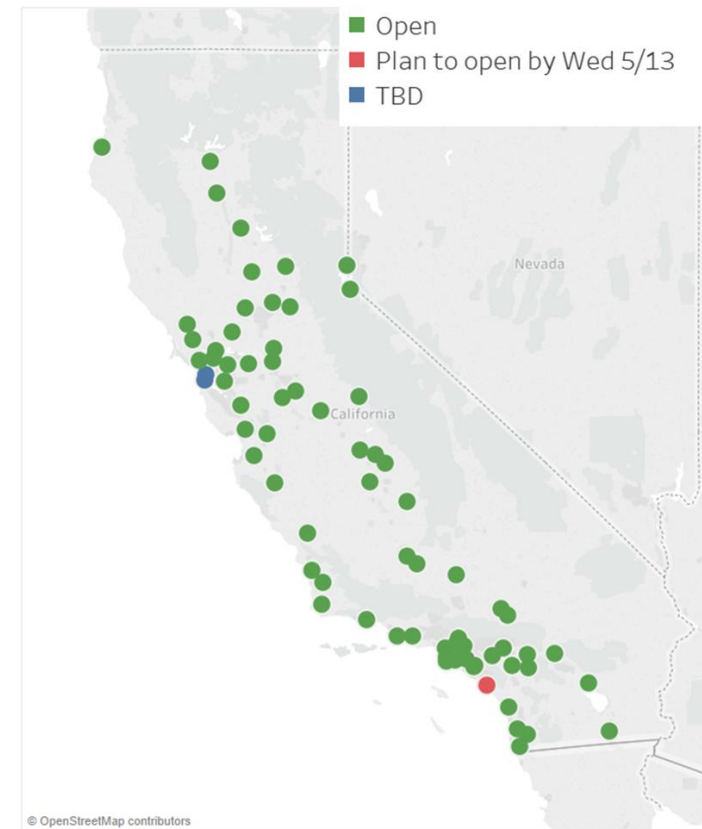 Open
Plan to open by Wed 5/13
TBD
Nevada
California
© OpenStreetMap contributors